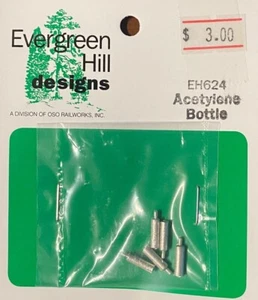 Evergreen
Hill
designs
A DIVISION OF OSO RAILWORKS, INC.
$ 3.00
EH624
Acetylene
Bottle